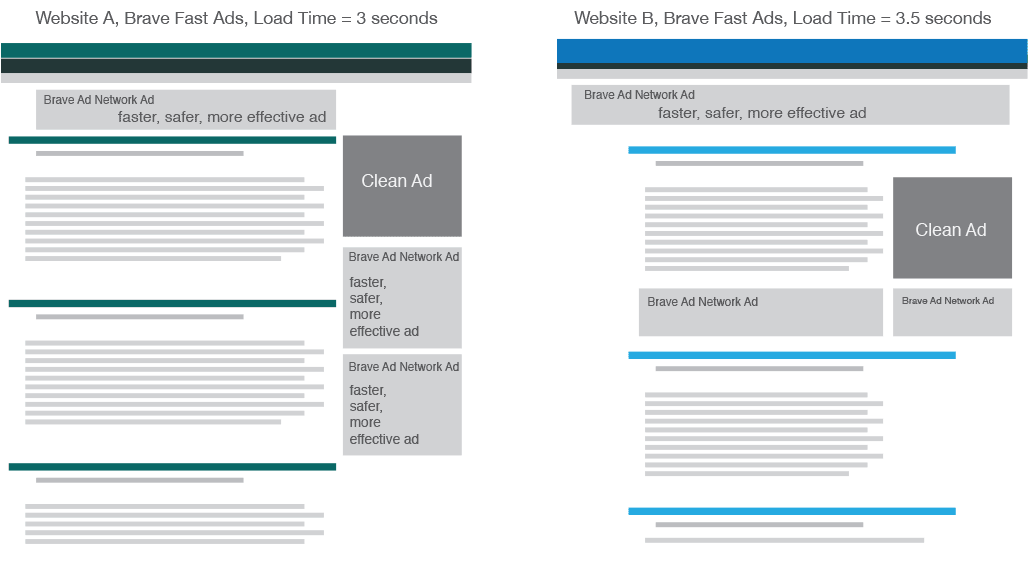 Website A, Brave Fast Ads, Load Time = 3 seconds
Brave Ad Network Ad
faster, safer, more effective ad
Clean Ad
Brave Ad Network Ad
faster,
safer,
more
effective ad
Brave Ad Network Ad
faster,
safer,
more
effective ad
Website B, Brave Fast Ads, Load Time = 3.5 seconds
Brave Ad Network Ad
faster, safer, more effective ad
Clean Ad
Brave Ad Network Ad
Brave Ad Network Ad